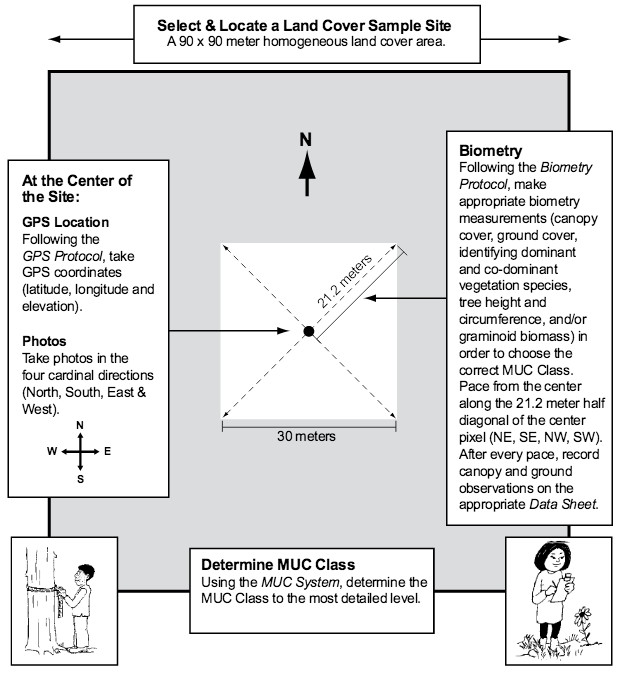 Select & Locate a Land Cover Sample Site
A 90 x 90 meter homogeneous land cover area.
N
At the Center of
the Site:
GPS Location
Following the
GPS Protocol, take
GPS coordinates
(latitude, longitude and
elevation).
Photos
Take photos in the
four cardinal directions
(North, South, East &
West).
N
W E
S
21.2 meters
30 meters
Biometry
Following the Biometry
Protocol, make
appropriate biometry
measurements (canopy
cover, ground cover,
identifying dominant
and co-dominant
vegetation species,
tree height and
circumference, and/or
graminoid biomass) in
order to choose the
correct MUC Class.
Pace from the center
along the 21.2 meter half
diagonal of the center
pixel (NE, SE, NW, SW).
After every pace, record
canopy and ground
observations on the
appropriate Data Sheet.
Determine MUC Class
Using the MUC System, determine the
MUC Class to the most detailed level.